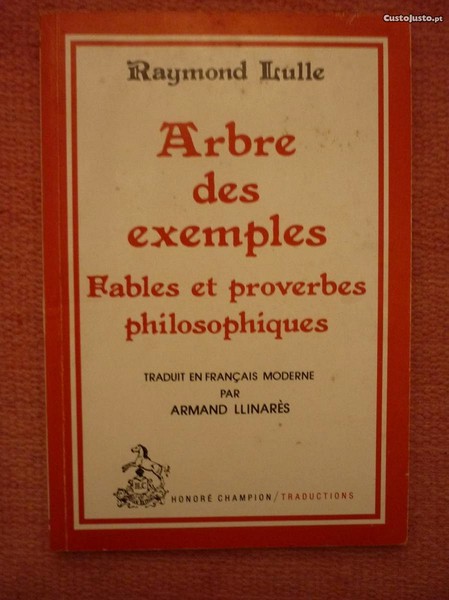 CustoJusto.pt
Raymond Lulle
Arbre
des
exemples
Fables et proverbes
philosophiques
TRADUIT EN FRANÇAIS MODERNE
PAR
ARMAND LLINARÈS
HONORÉ CHAMPION/TRADUCTIONS